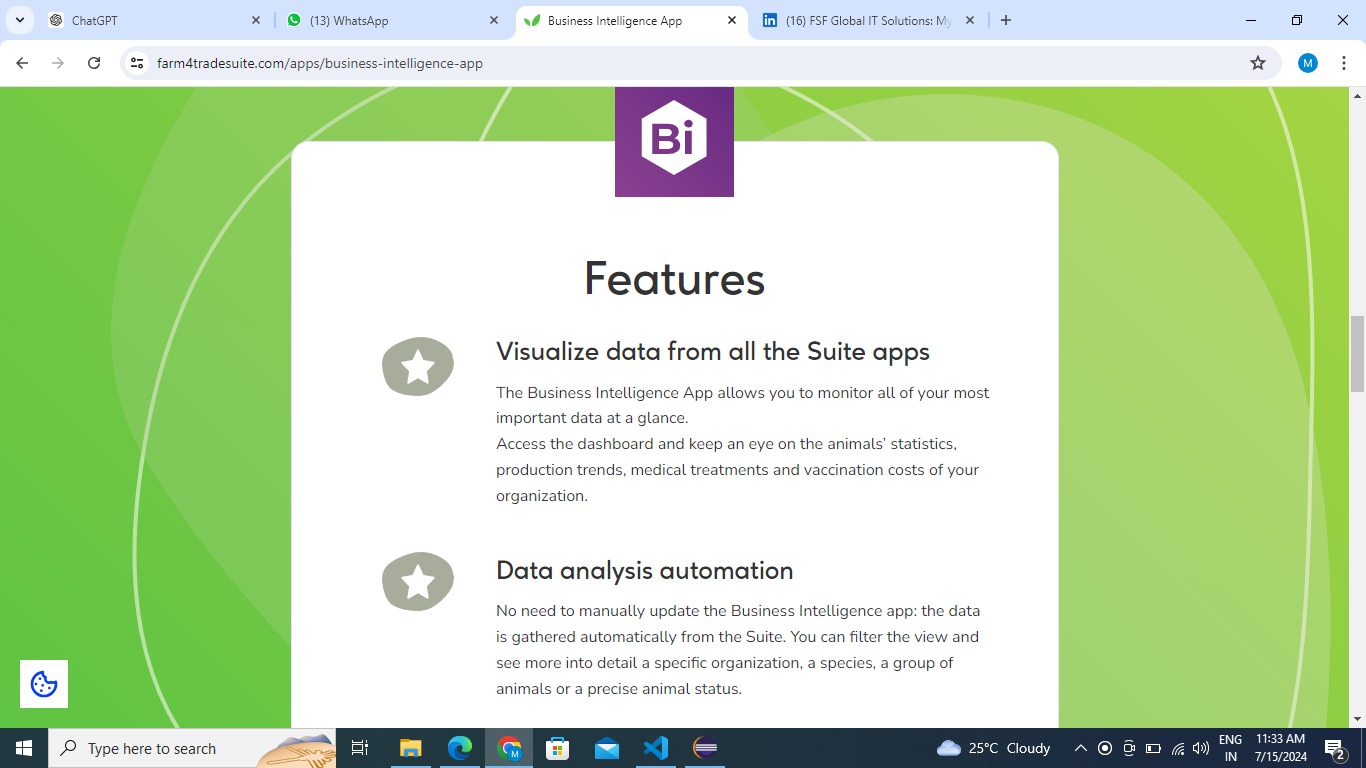 ChatGPT
(13) WhatsApp
Business Intelligence App
(16) FSF Global IT Solutions: My
farm4tradesuite.com/apps/business-intelligence-app
M
Bi
Features
Visualize data from all the Suite apps
The Business Intelligence App allows you to monitor all of your most
important data at a glance.
Access the dashboard and keep an eye on the animals’ statistics,
production trends, medical treatments and vaccination costs of your
organization.
Data analysis automation
No need to manually update the Business Intelligence app: the data
is gathered automatically from the Suite. You can filter the view and
see more into detail a specific organization, a species, a group of
animals or a precise animal status.
Type here to search
M
25°C Cloudy
ENG
IN
11:33 AM
7/15/2024
2